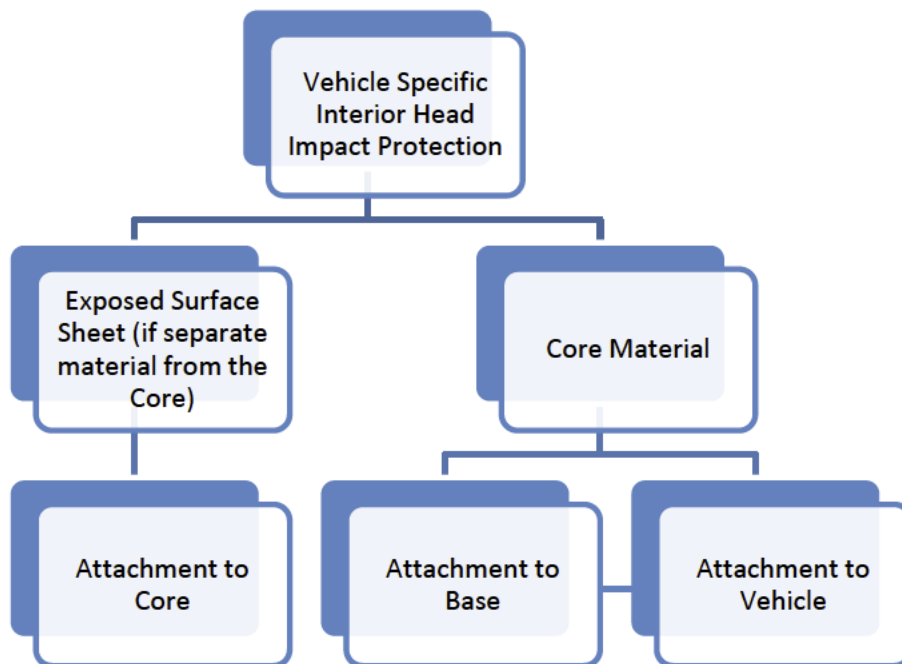 Vehicle Specific
Interior Head
Impact Protection
Exposed Surface
Sheet (if separate
material from the
Core)
Core Material
Attachment to
Core
Attachment to
Base
Attachment to
Vehicle